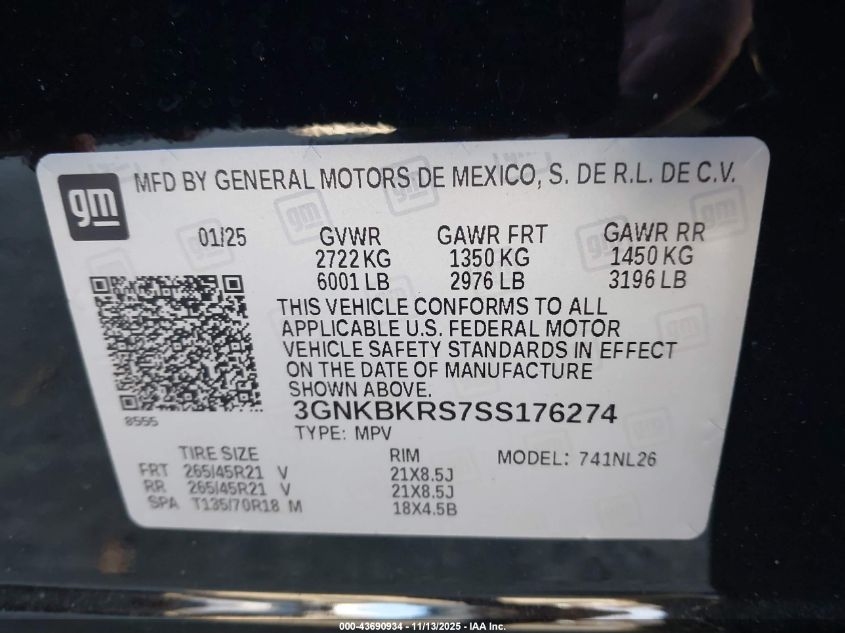 gm
MFD BY GENERAL MOTORS DE MEXICO, S. DE R.L. DE C.V.
01/25 GVWR GAWR FRT GAWR RR
2722 KG 1350 KG 1450 KG
6001 LB 2976 LB 3196 LB
THIS VEHICLE CONFORMS TO ALL
APPLICABLE U.S. FEDERAL MOTOR
VEHICLE SAFETY STANDARDS IN EFFECT
ON THE DATE OF MANUFACTURE
SHOWN ABOVE.
8555
3GNKBKRS7SS176274
TYPE: MPV
TIRE SIZE RIM MODEL: 741NL26
FRT 265/45R21 V 21X8.5J
RR 265/45R21 V 21X8.5J
SPA T135/70R18 M 18X4.5B
000-43690934 - 11/13/2025 - IAA Inc.